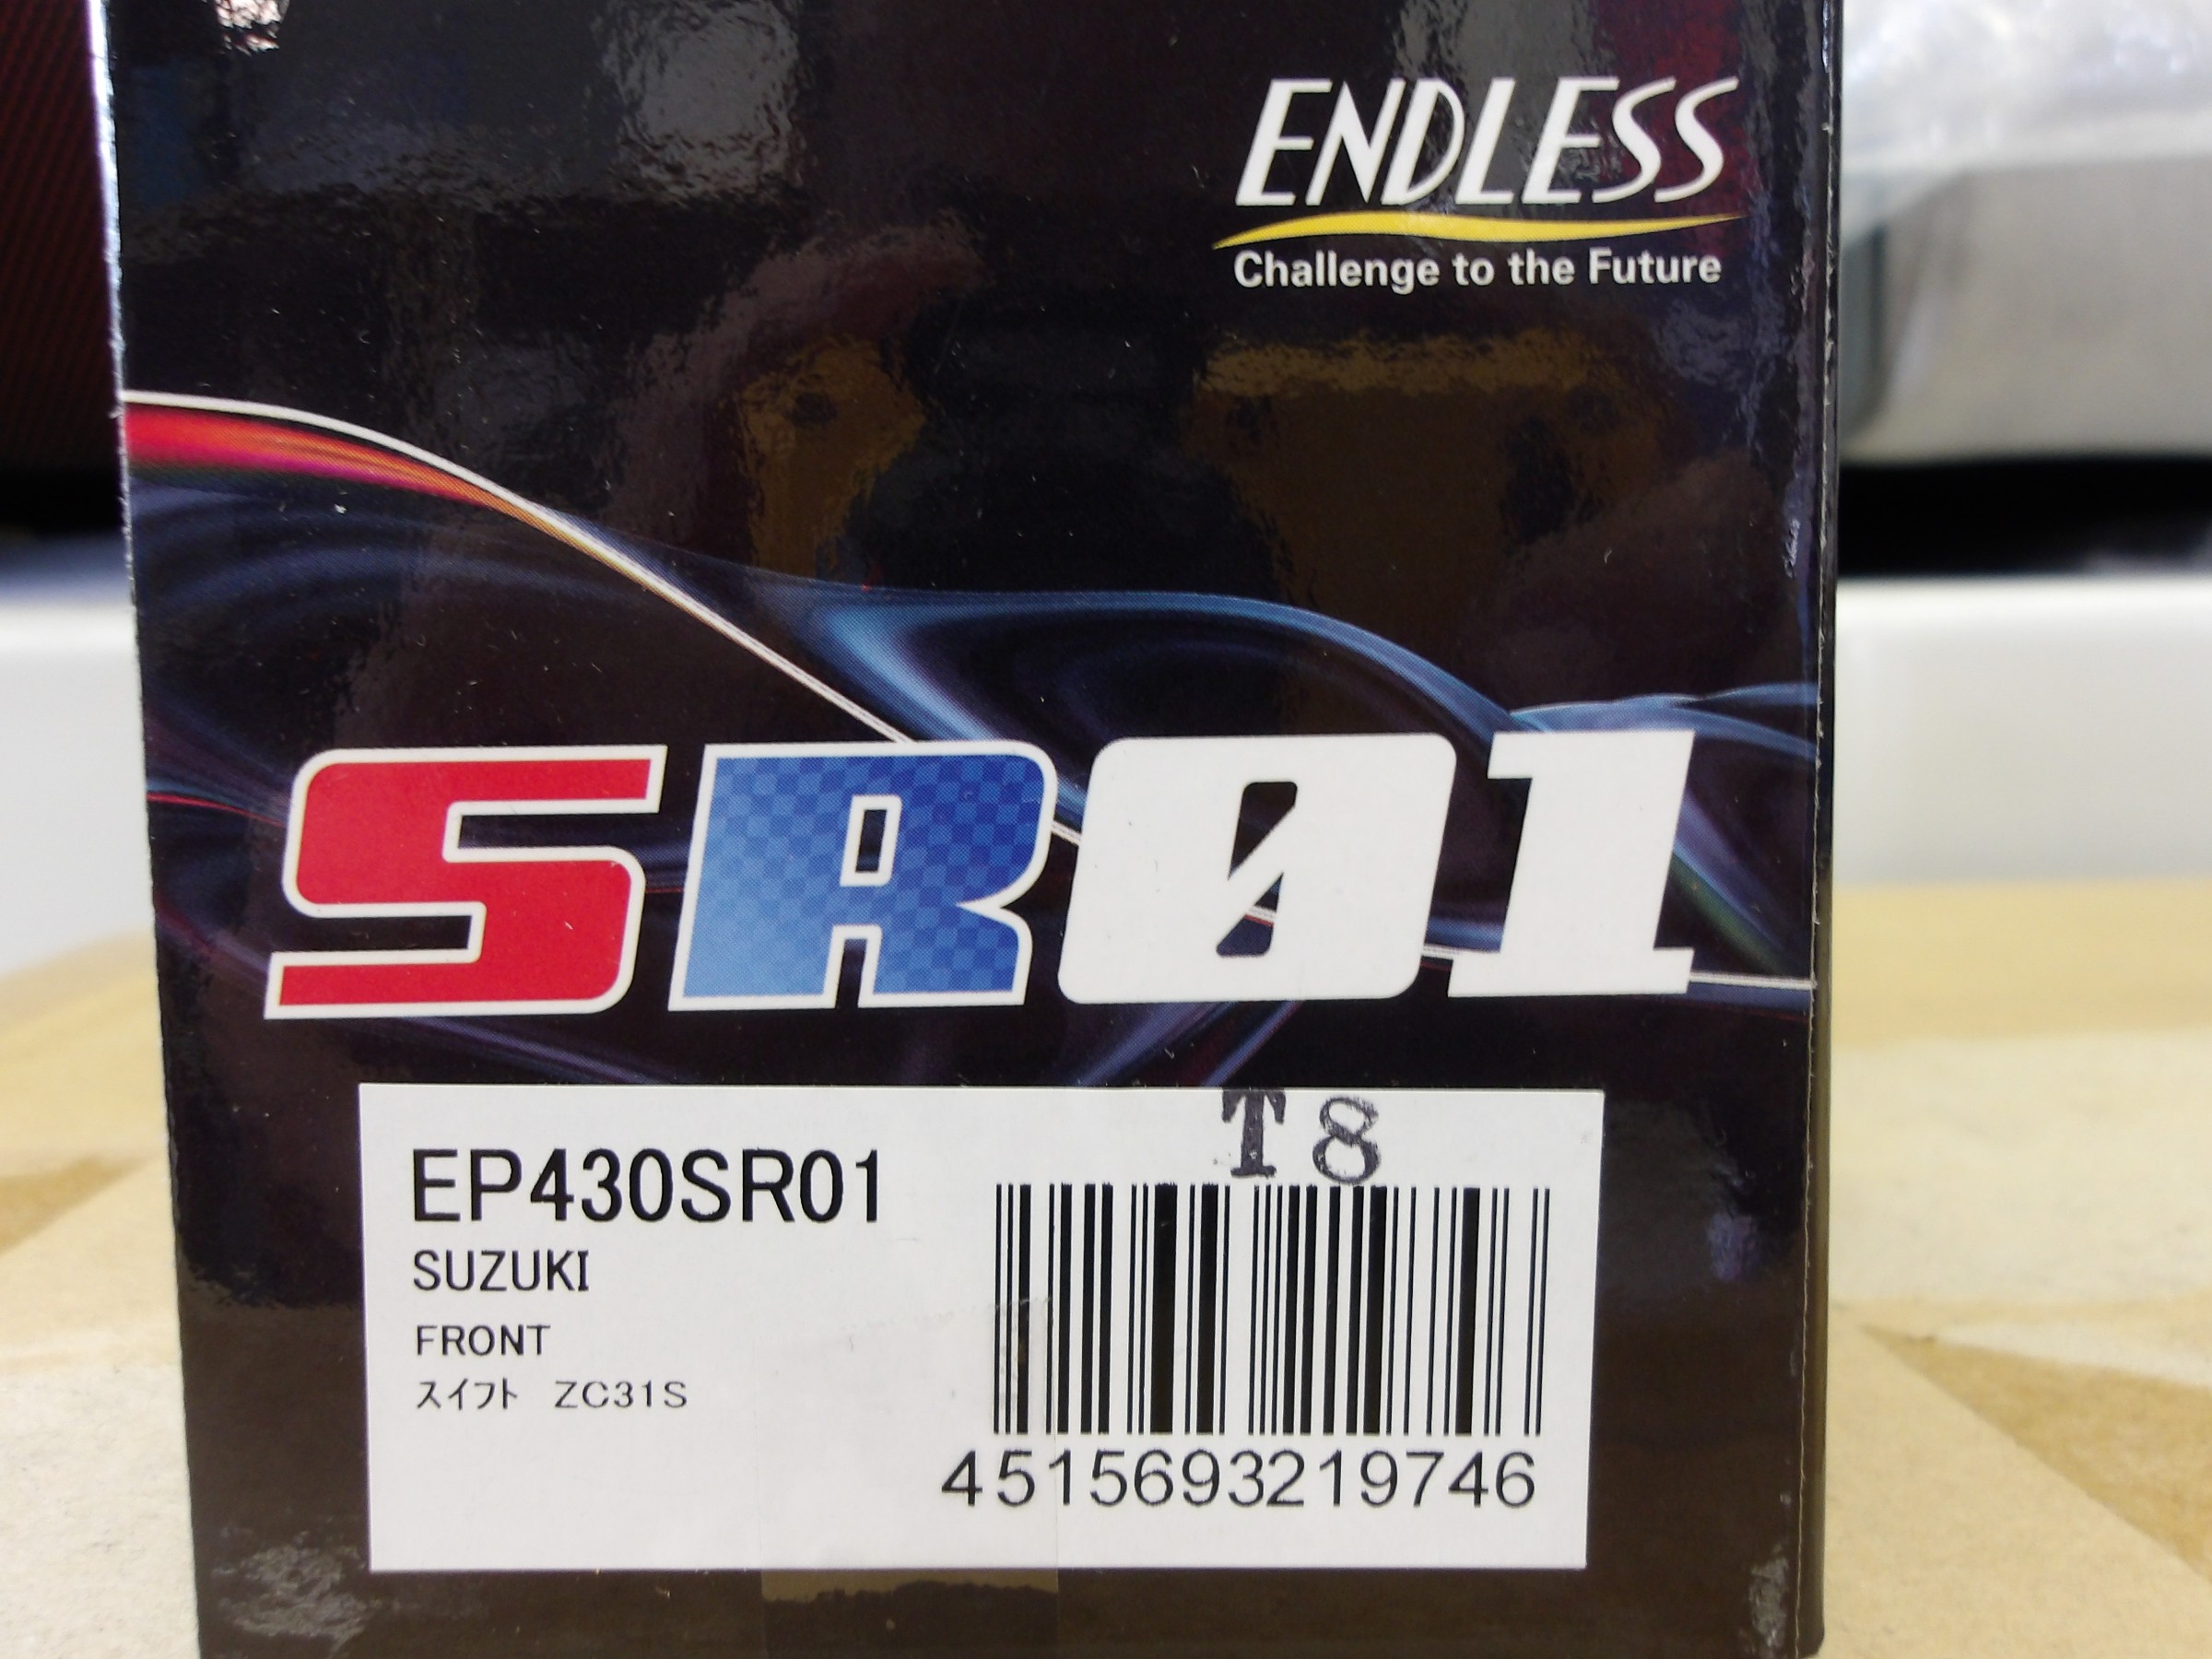 ENDLESS
Challenge to the Future
SR01
T8
EP430SR01
SUZUKI
FRONT
スイフト ZC31S
4515693219746